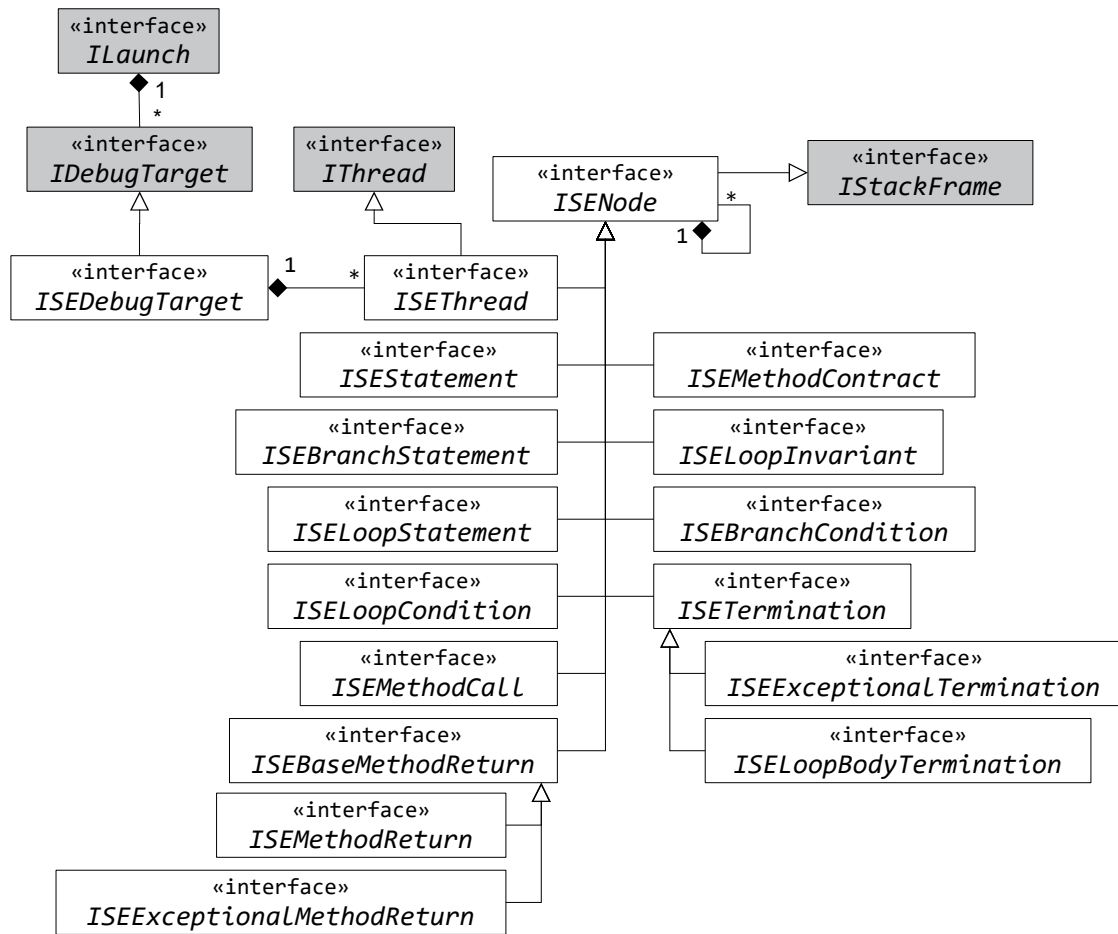 «interface»
ILaunch
1
*
«interface»
IDebugTarget
«interface»
IThread
«interface»
ISENode
*
1
«interface»
IStackFrame
«interface»
ISEDebugTarget
1
*
«interface»
ISEThread
«interface»
ISEStatement
«interface»
ISEMethodContract
«interface»
ISEBranchStatement
«interface»
ISELoopInvariant
«interface»
ISELoopStatement
«interface»
ISEBranchCondition
«interface»
ISELoopCondition
«interface»
ISETermination
«interface»
ISEMethodCall
«interface»
ISEExceptionalTermination
«interface»
ISEBaseMethodReturn
«interface»
ISELoopBodyTermination
«interface»
ISEMethodReturn
«interface»
ISEExceptionalMethodReturn